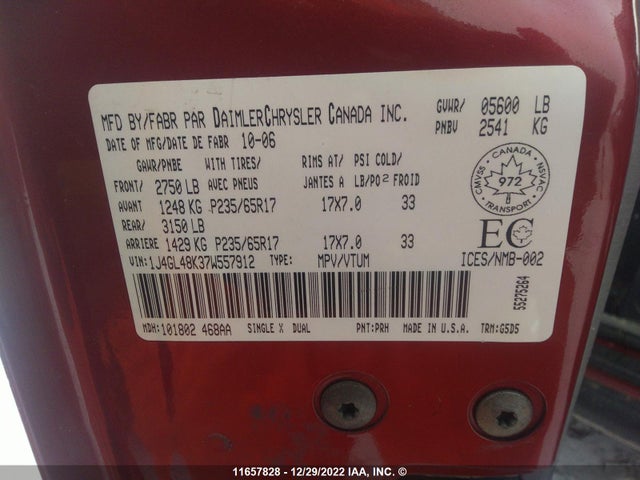 MFD BY/FABR PAR DAIMLERCHRYSLER CANADA INC.
GVWR/ 05600 LB
DATE OF MFG/DATE DE FABR 10-06
PNBV 2541 KG
GAWR/PNBE WITH TIRES/ RIMS AT/ PSI COLD/
FRONT/ 2750 LB AVEC PNEUS JANTES A LB/PO2 FROID
AVANT 1248 KG P235/65R17 17X7.0 33
REAR/ 3150 LB
ARRIERE 1429 KG P235/65R17 17X7.0 33
VIN: 1J4GL48K37W557912 TYPE: MPV/VTUM
CANADA
CMVSS NSVAC
972
TRANSPORT
EC
ICES/NMB-002
55275264
MDH: 101802 468AA SINGLE X DUAL PNT: PRH MADE IN U.S.A. TRM: G5D5
11657828 - 12/29/2022 IAA, INC. ©